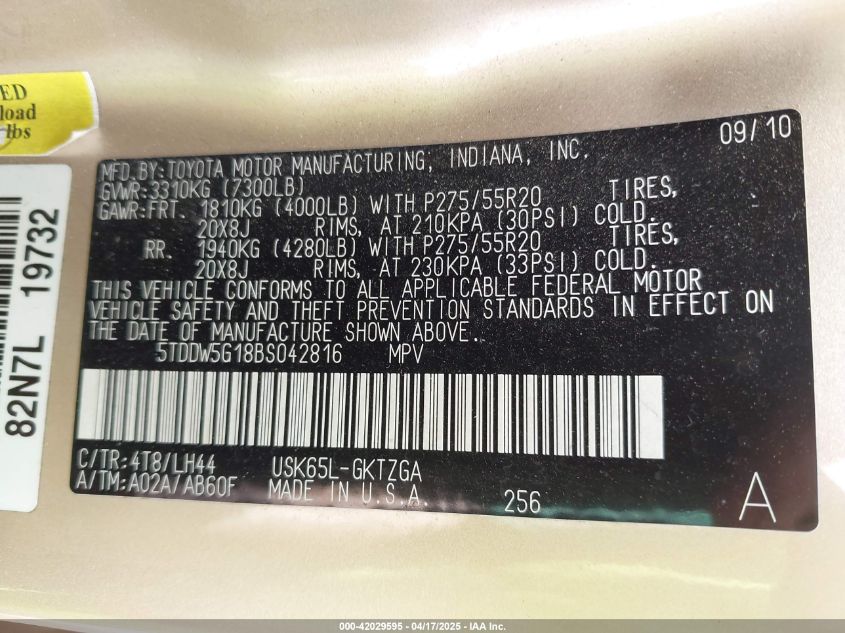 ED
load
lbs
82N7L 19732
09/10
MFD.BY:TOYOTA MOTOR MANUFACTURING, INDIANA, INC.
GVWR:3310KG (7300LB)
GAWR:FRT. 1810KG (4000LB) WITH P275/55R20 TIRES,
20X8J RIMS, AT 210KPA (30PSI) COLD.
RR. 1940KG (4280LB) WITH P275/55R20 TIRES,
20X8J RIMS, AT 230KPA (33PSI) COLD.
THIS VEHICLE CONFORMS TO ALL APPLICABLE FEDERAL MOTOR
VEHICLE SAFETY AND THEFT PREVENTION STANDARDS IN EFFECT ON
THE DATE OF MANUFACTURE SHOWN ABOVE.
5TDDW5G18BS042816 MPV
C/TR:4T8/LH44 USK65L-GKTZGA
A/TM:A02A/AB60F MADE IN U.S.A. 256 A
000-42029595 - 04/17/2025 - IAA Inc.